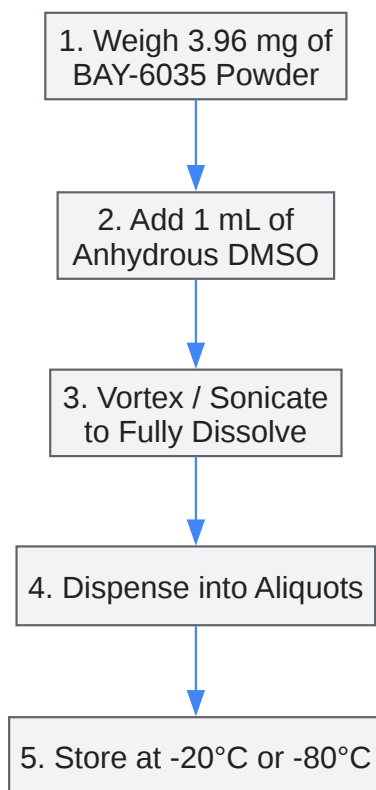 1. Weigh 3.96 mg of
BAY-6035 Powder
2. Add 1 mL of
Anhydrous DMSO
3. Vortex / Sonicate
to Fully Dissolve
4. Dispense into Aliquots
5. Store at -20°C or -80°C